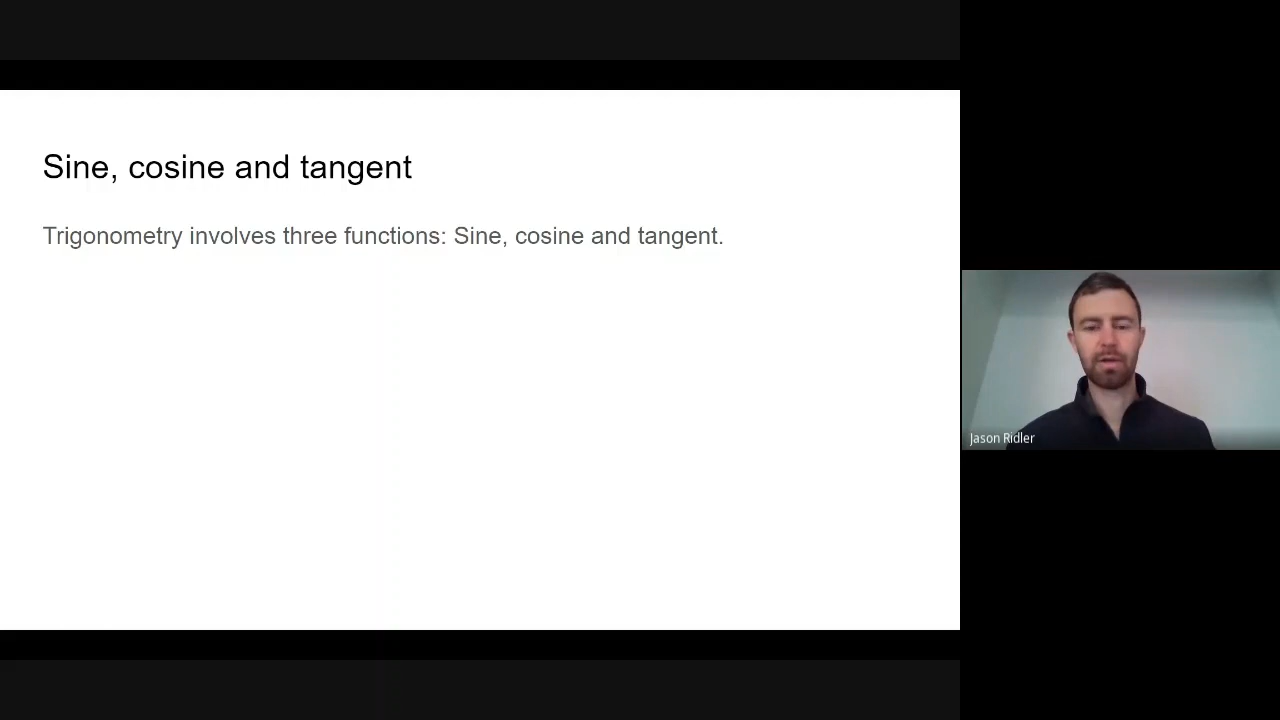 Sine, cosine and tangent
Trigonometry involves three functions: Sine, cosine and tangent.
Jason Ridler